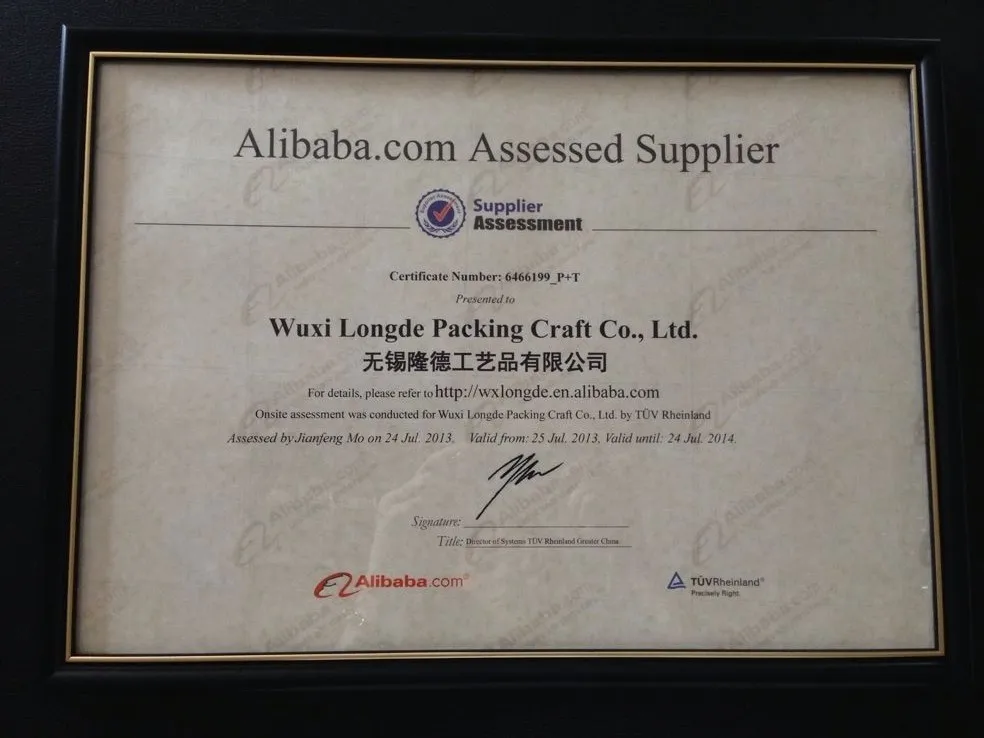 Alibaba.com Assessed Supplier
Supplier
Assessment
Certificate Number: 6466199_P+T
Presented to
Wuxi Longde Packing Craft Co., Ltd.
无锡隆德工艺品有限公司
For details, please refer to http://wxlongde.en.alibaba.com
Onsite assessment was conducted for Wuxi Longde Packing Craft Co., Ltd. by TÜV Rheinland
Assessed by Jianfeng Mo on 24 Jul. 2013. Valid from: 25 Jul. 2013, Valid until: 24 Jul. 2014.
Signature:
Title: Director of Systems TÜV Rheinland Greater China
Alibaba.com®
TÜVRheinland®
Precisely Right.